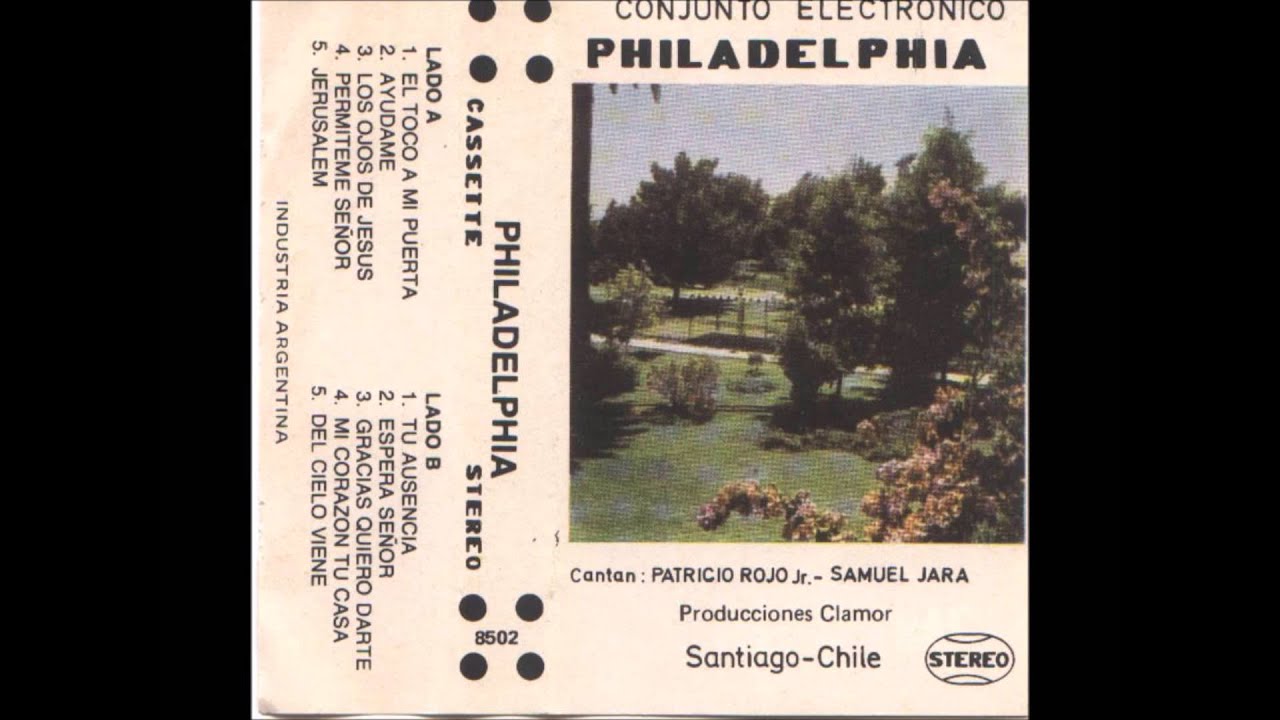 CONJUNTO ELECTRONICO
PHILADELPHIA
Cantan: PATRICIO ROJO Jr.- SAMUEL JARA
Producciones Clamor
Santiago-Chile
STEREO
CASSETTE
STEREO
PHILADELPHIA
8502
LADO A
1. EL TOCO A MI PUERTA
2. AYUDAME
3. LOS OJOS DE JESUS
4. PERMITEME SEÑOR
5. JERUSALEM
LADO B
1. TU AUSENCIA
2. ESPERA SEÑOR
3. GRACIAS QUIERO DARTE
4. MI CORAZON TU CASA
5. DEL CIELO VIENE
INDUSTRIA ARGENTINA